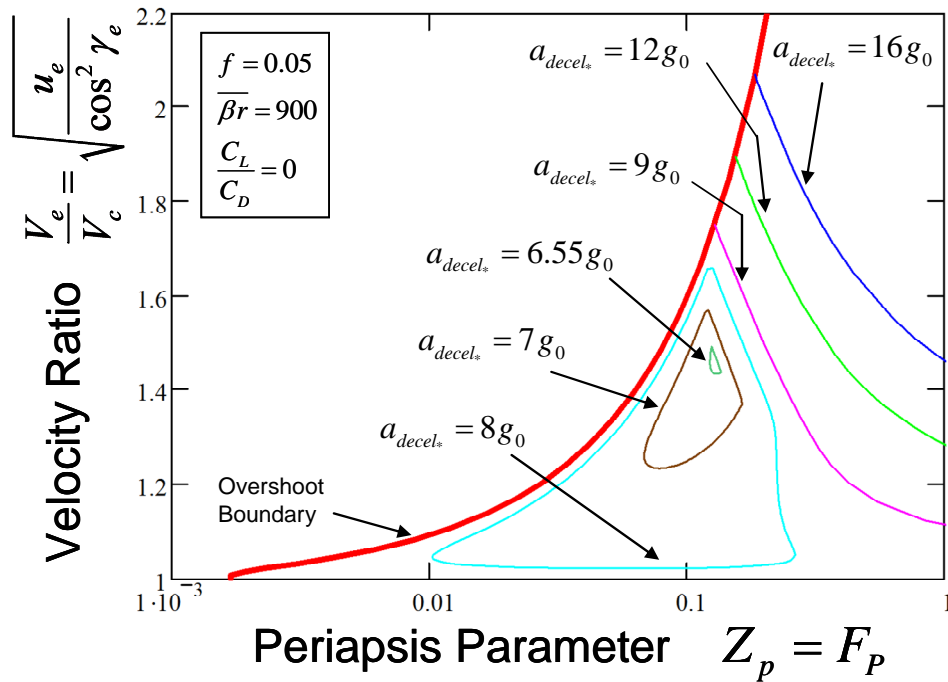 V_e / V_c = √( u_e / cos² γ_e )
Velocity Ratio
2.2
2
1.8
1.6
1.4
1.2
1
f = 0.05
βr = 900
C_L / C_D = 0
a_decel* = 12g_0
a_decel* = 16g_0
a_decel* = 9g_0
a_decel* = 6.55g_0
a_decel* = 7g_0
a_decel* = 8g_0
Overshoot
Boundary
1·10^-3
0.01
0.1
1
Periapsis Parameter Z_p = F_P